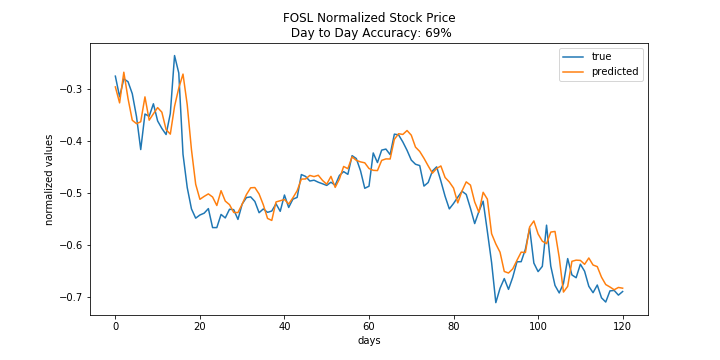 FOSL Normalized Stock Price
Day to Day Accuracy: 69%
true
predicted
normalized values
−0.3
−0.4
−0.5
−0.6
−0.7
0
20
40
60
80
100
120
days